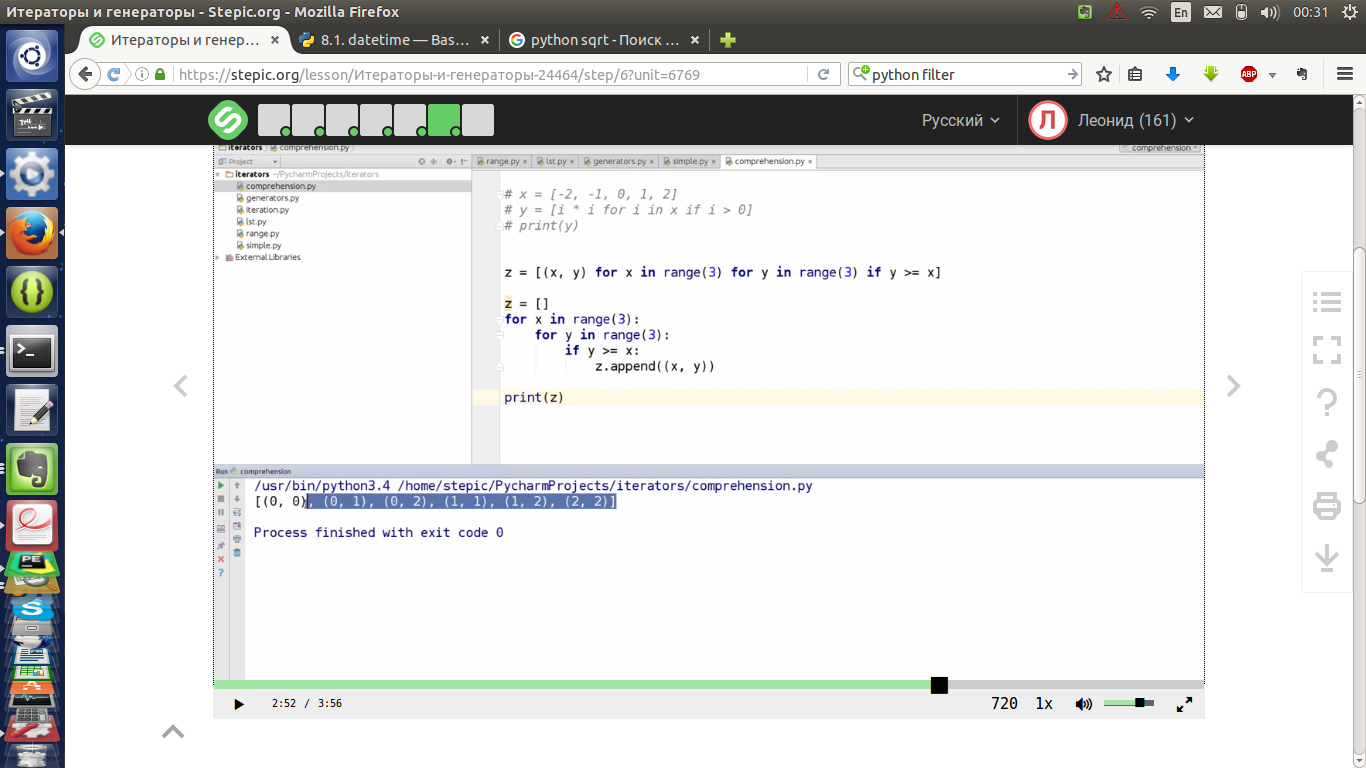 Итераторы и генераторы - Stepic.org - Mozilla Firefox
En
00:31
Итераторы и генер...
8.1. datetime — Bas...
python sqrt - Поиск ...
https://stepic.org/lesson/Итераторы-и-генераторы-24464/step/6?unit=6769
python filter
ABP
Русский
Л
Леонид (161)
iterators
comprehension.py
comprehension
Project
range.py
lst.py
generators.py
simple.py
comprehension.py
iterators ~/PycharmProjects/iterators
comprehension.py
generators.py
iteration.py
lst.py
range.py
simple.py
External Libraries
# x = [-2, -1, 0, 1, 2]
# y = [i * i for i in x if i > 0]
# print(y)
z = [(x, y) for x in range(3) for y in range(3) if y >= x]
z = []
for x in range(3):
for y in range(3):
if y >= x:
z.append((x, y))
print(z)
Run comprehension
/usr/bin/python3.4 /home/stepic/PycharmProjects/iterators/comprehension.py
[(0, 0), (0, 1), (0, 2), (1, 1), (1, 2), (2, 2)]
Process finished with exit code 0
2:52 / 3:56
720
1x
PE